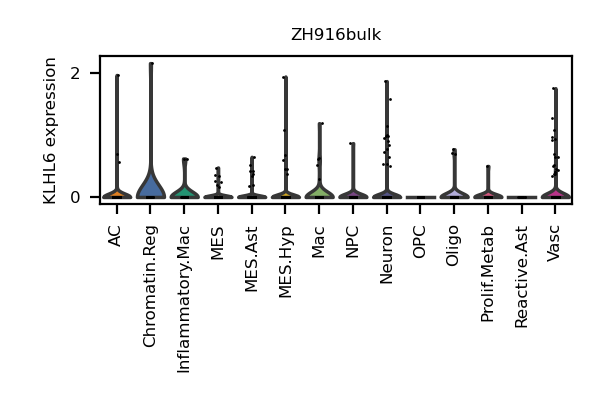 ZH916bulk
KLHL6 expression
2
0
AC
Chromatin.Reg
Inflammatory.Mac
MES
MES.Ast
MES.Hyp
Mac
NPC
Neuron
OPC
Oligo
Prolif.Metab
Reactive.Ast
Vasc